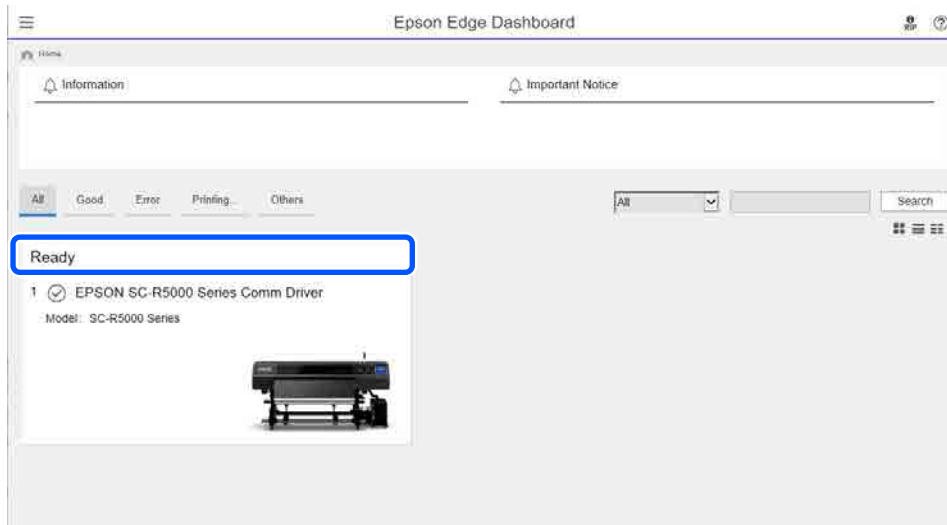 Epson Edge Dashboard
Home
Information
Important Notice
All Good Error Printing... Others All Search
Ready
1 EPSON SC-R5000 Series Comm Driver
Model: SC-R5000 Series